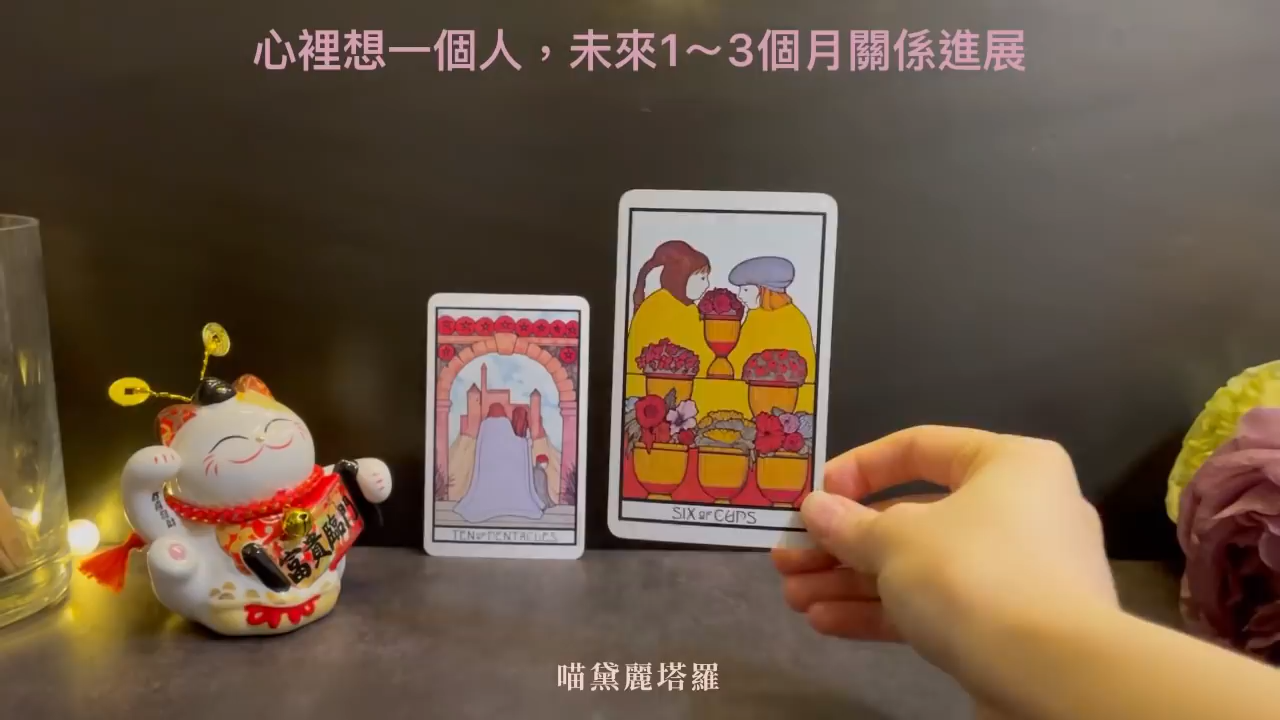 心裡想一個人，未來1～3個月關係進展
SIX OF CUPS
TEN OF PENTACLES
富貴臨門
喵黛麗塔羅